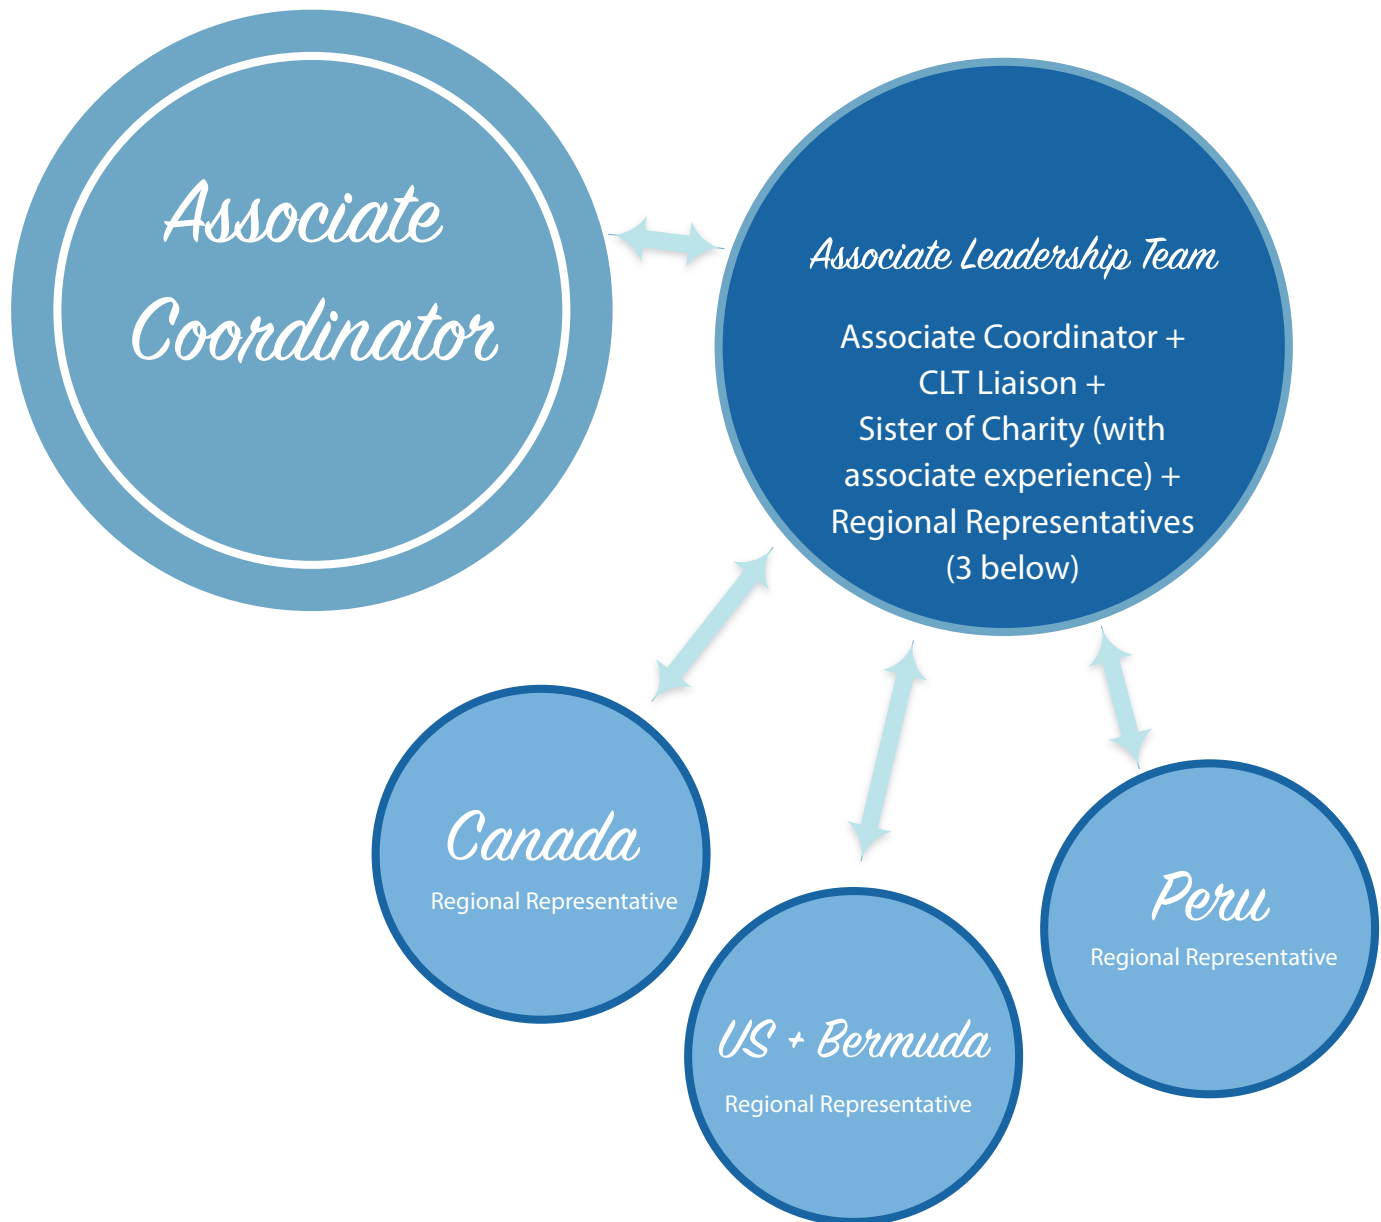 Associate
Coordinator
Associate Leadership Team
Associate Coordinator +
CLT Liaison +
Sister of Charity (with
associate experience) +
Regional Representatives
(3 below)
Canada
Regional Representative
US + Bermuda
Regional Representative
Peru
Regional Representative